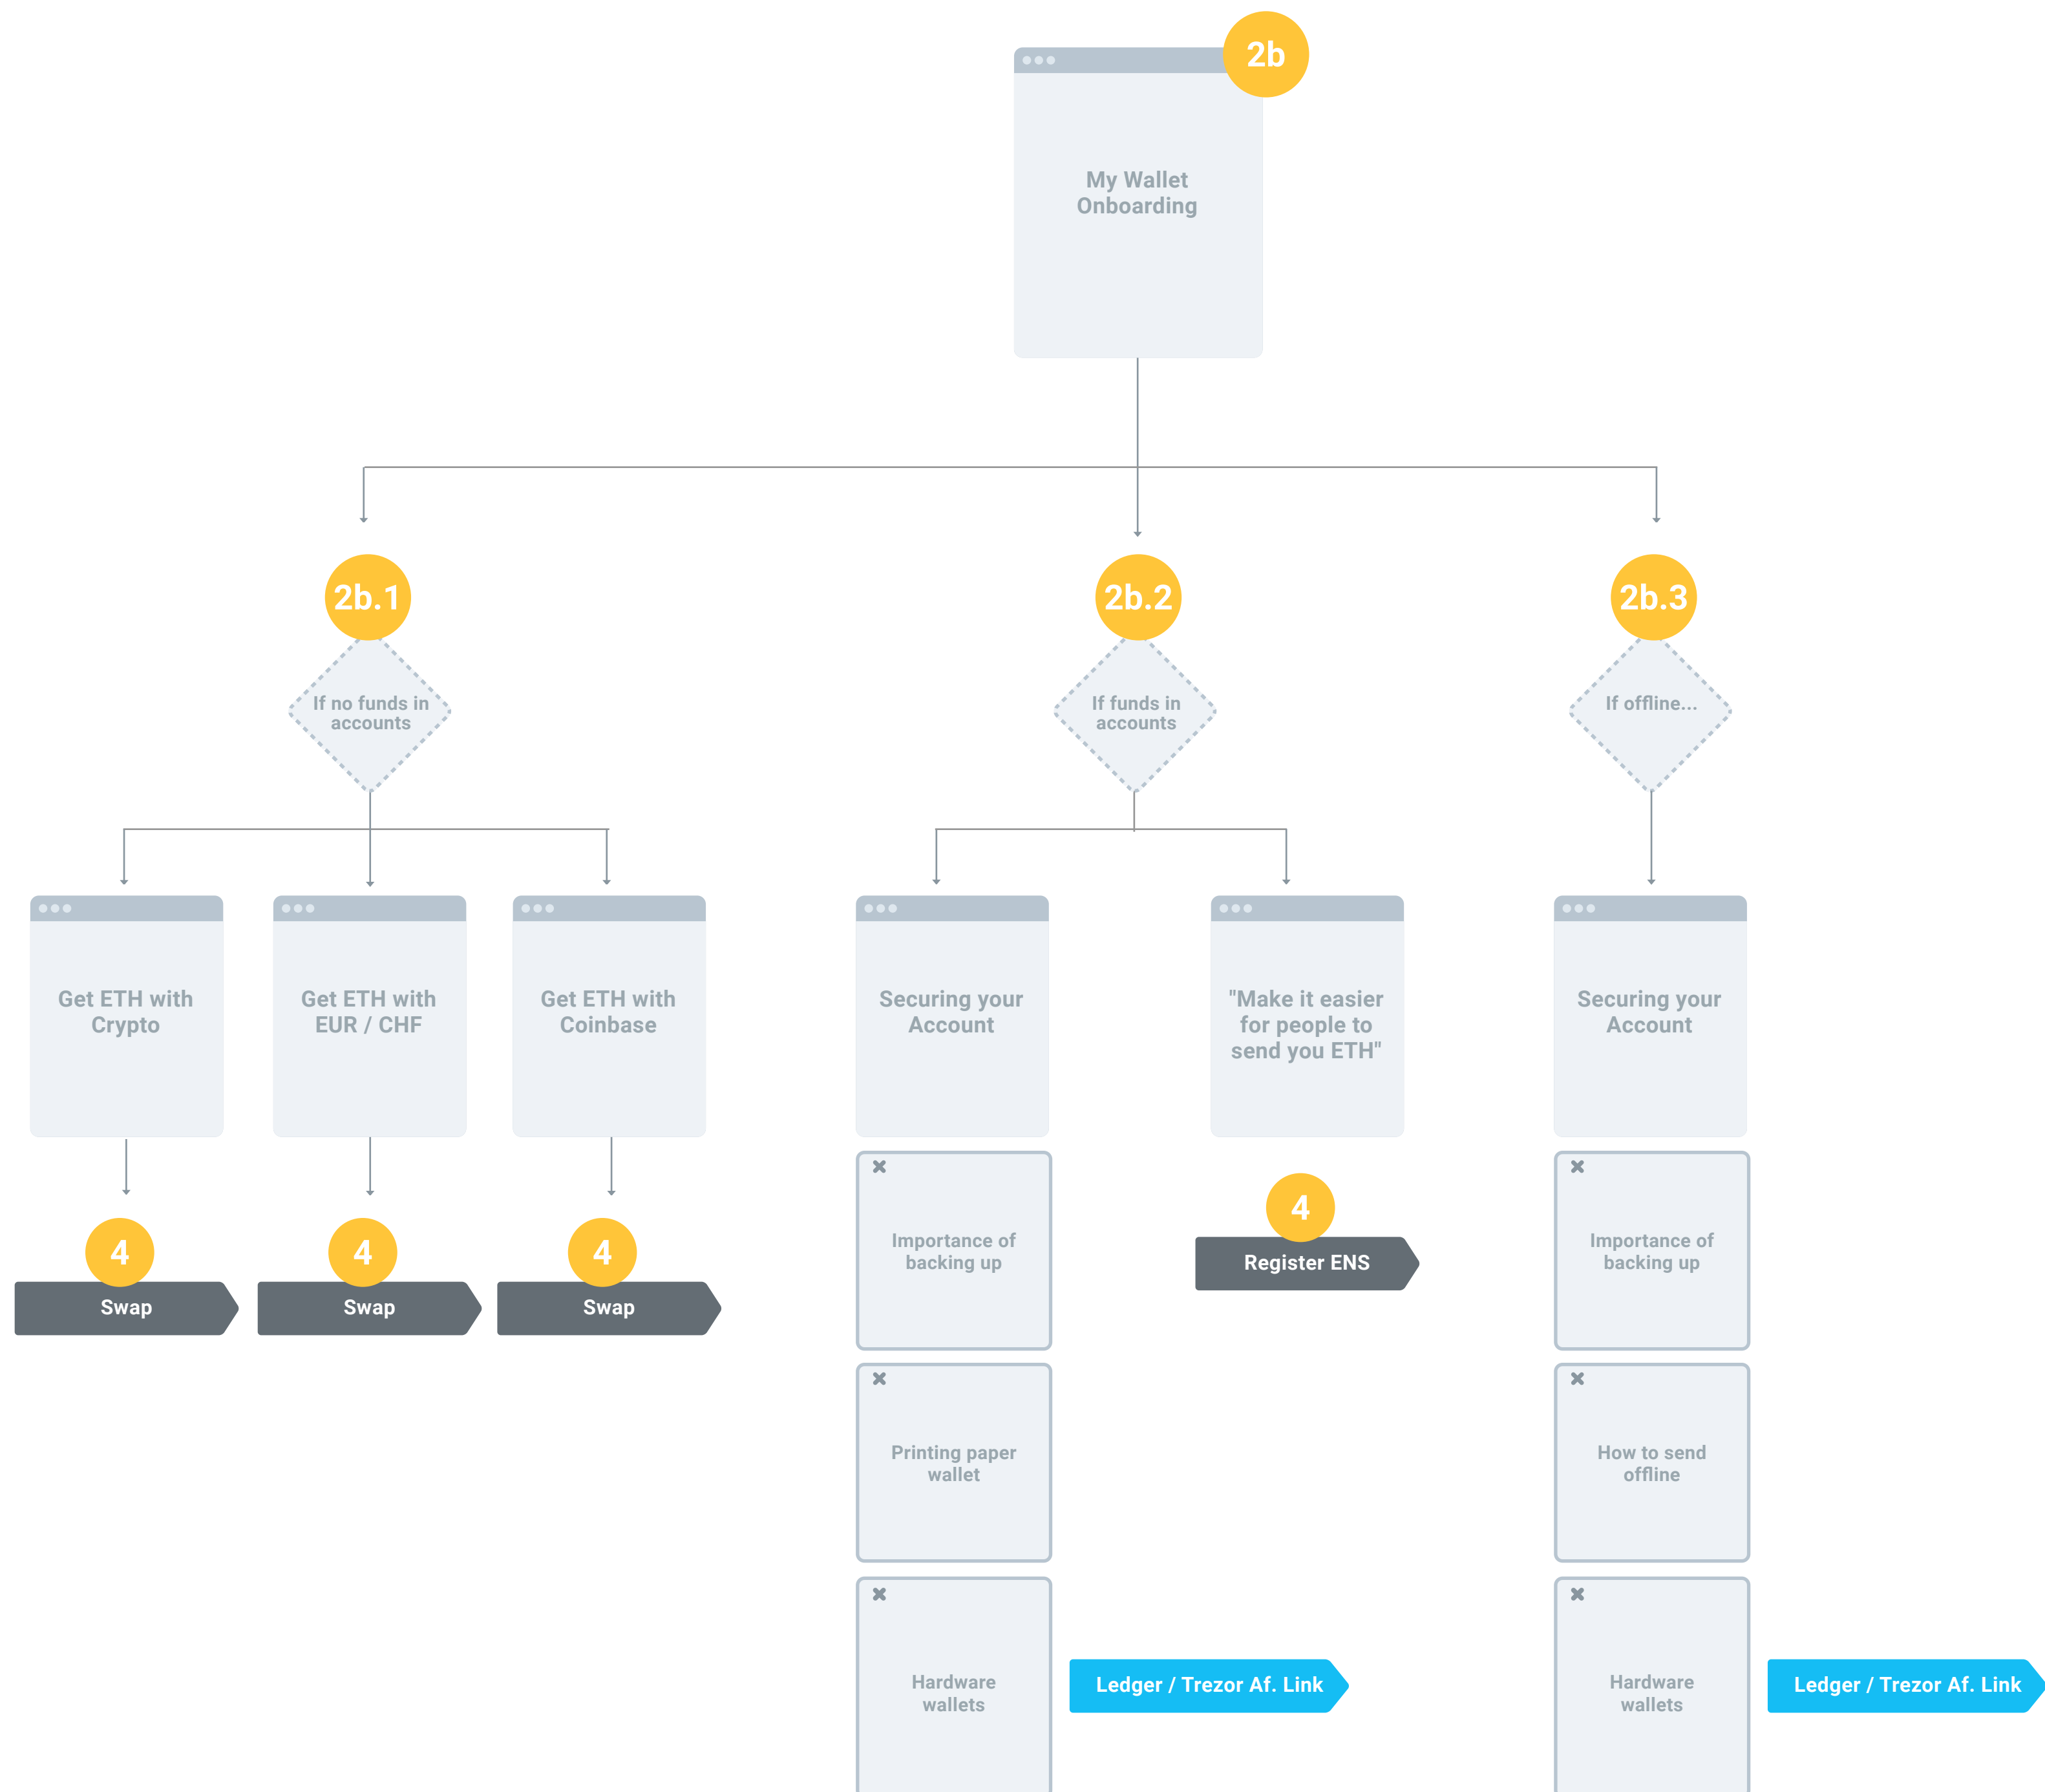 2b
My Wallet
Onboarding
2b.1
2b.2
2b.3
If no funds in
accounts
If funds in
accounts
If offline...
Get ETH with
Crypto
Get ETH with
EUR / CHF
Get ETH with
Coinbase
Securing your
Account
"Make it easier
for people to
send you ETH"
Securing your
Account
4
Swap
4
Swap
4
Swap
Importance of
backing up
4
Register ENS
Importance of
backing up
Printing paper
wallet
How to send
offline
Hardware
wallets
Ledger / Trezor Af. Link
Hardware
wallets
Ledger / Trezor Af. Link